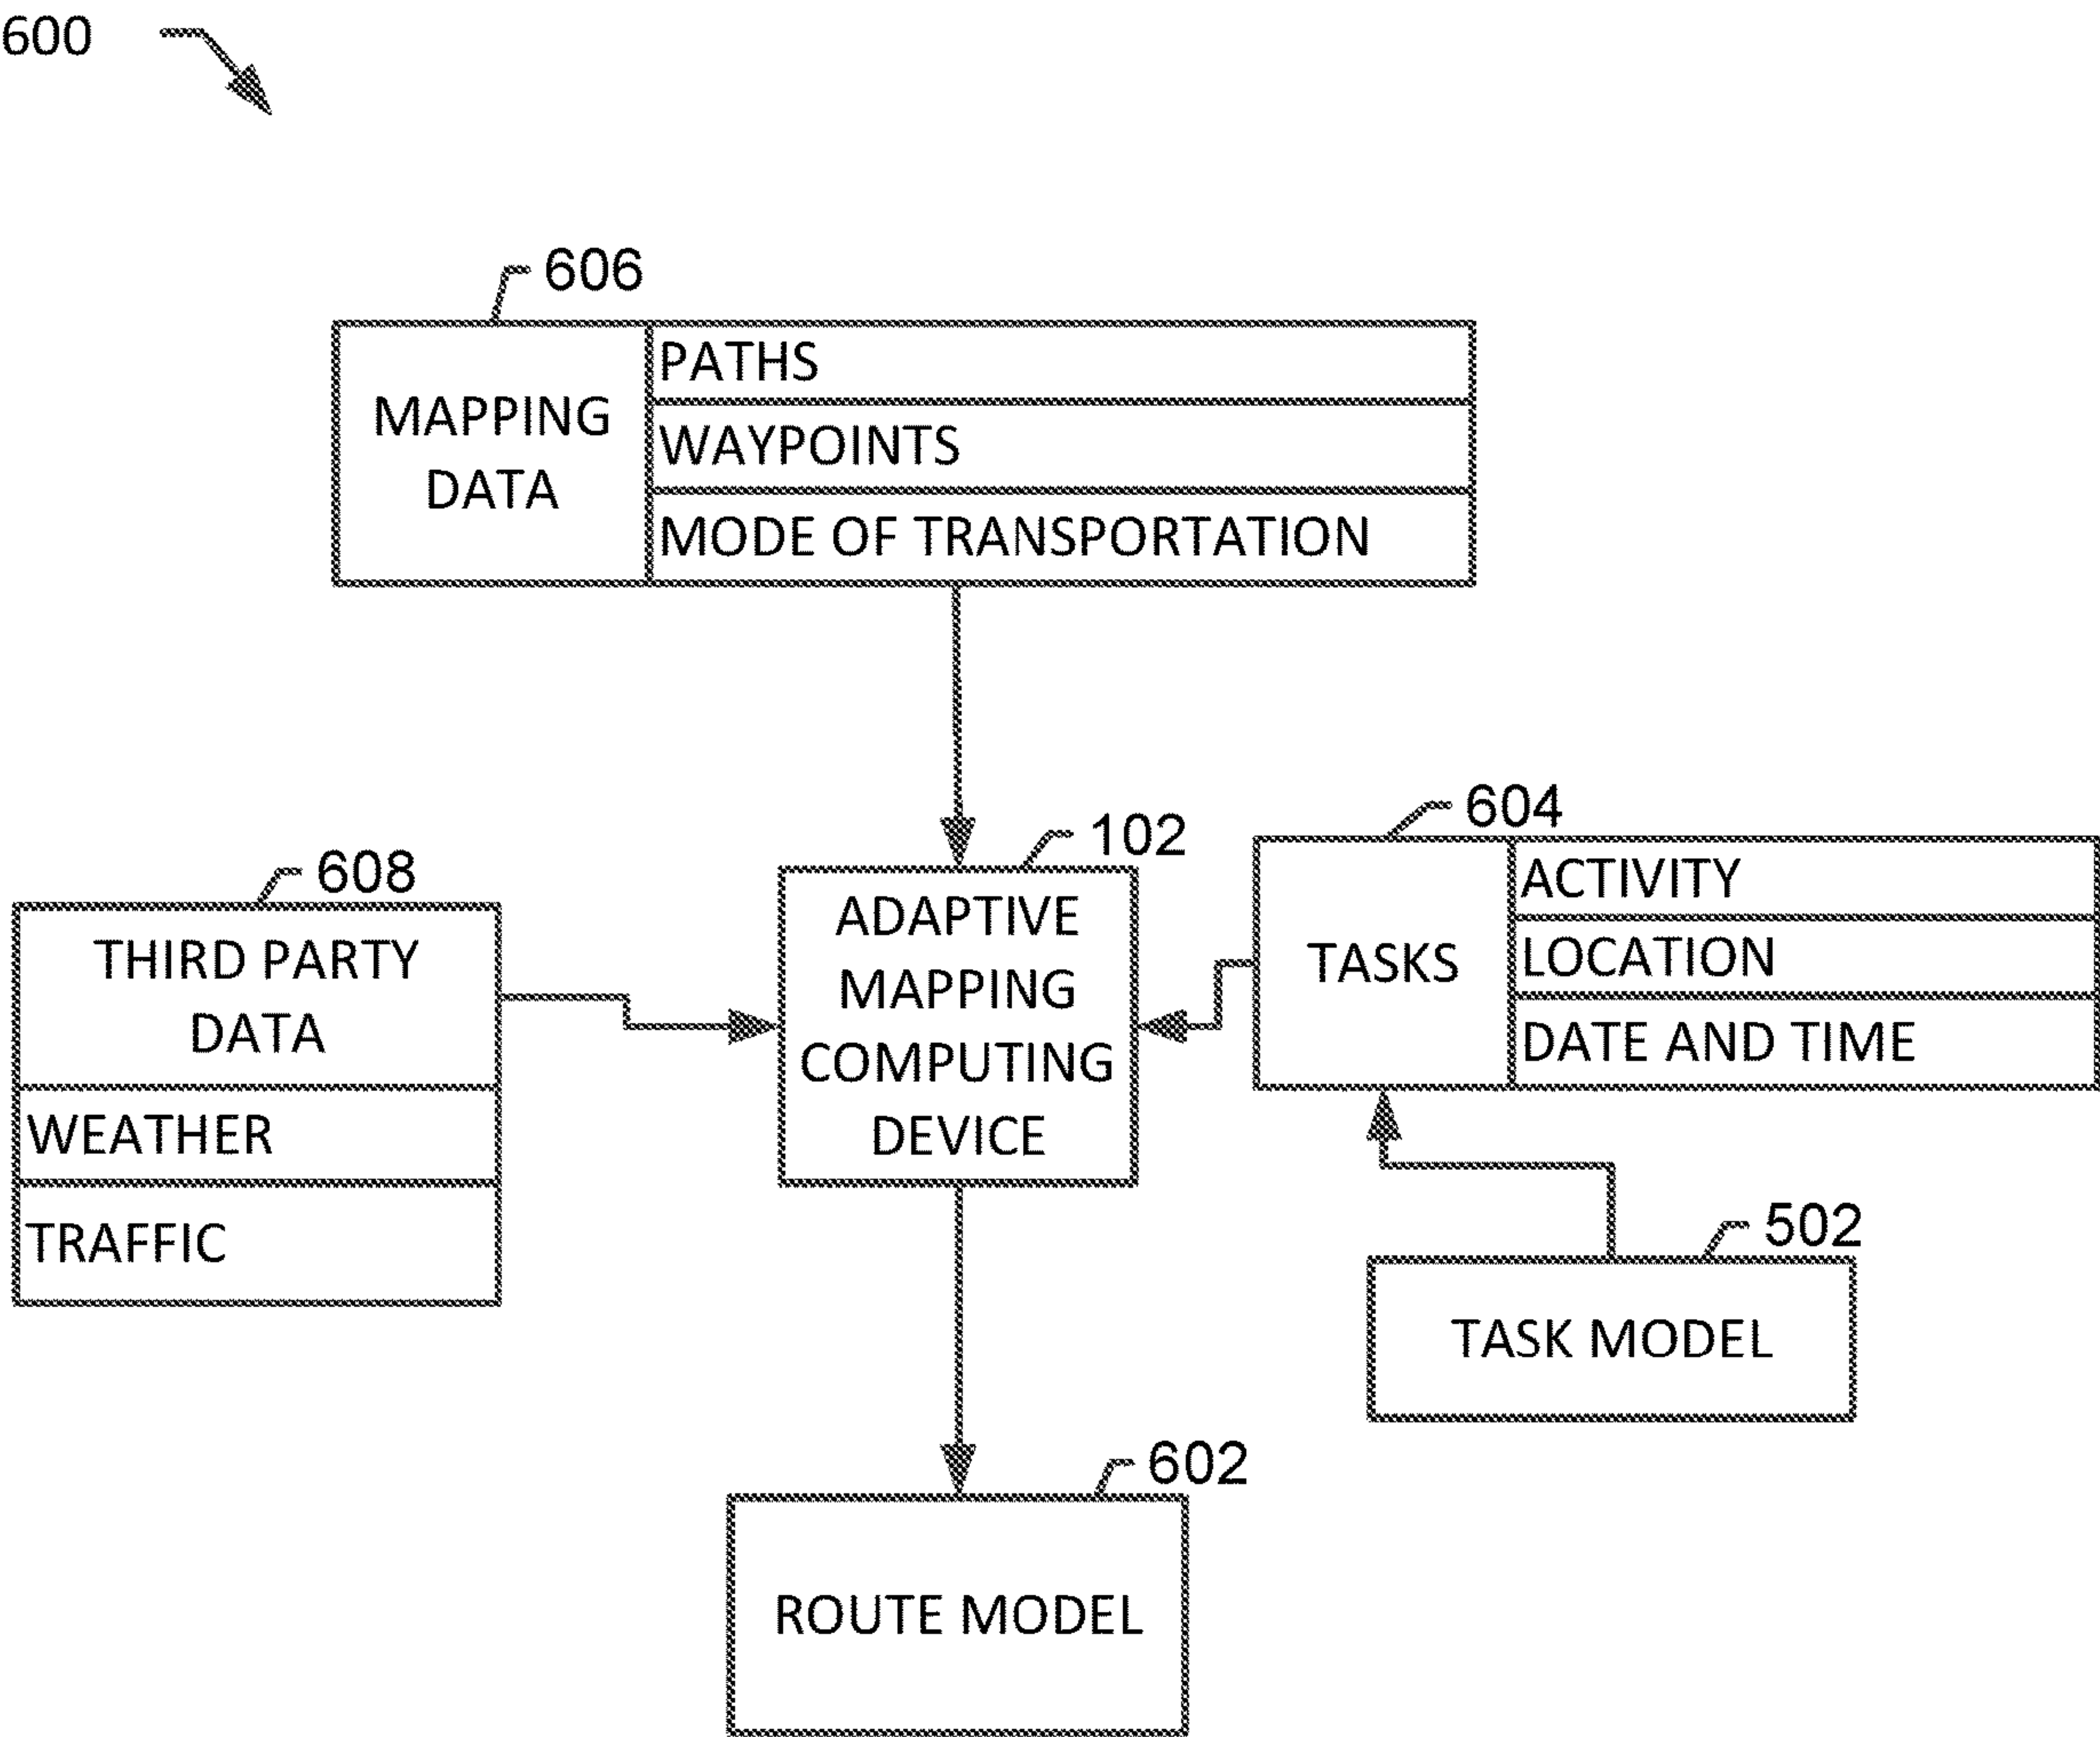 600
606
MAPPING
DATA
PATHS
WAYPOINTS
MODE OF TRANSPORTATION
608
THIRD PARTY
DATA
WEATHER
TRAFFIC
102
ADAPTIVE
MAPPING
COMPUTING
DEVICE
604
TASKS
ACTIVITY
LOCATION
DATE AND TIME
502
TASK MODEL
602
ROUTE MODEL